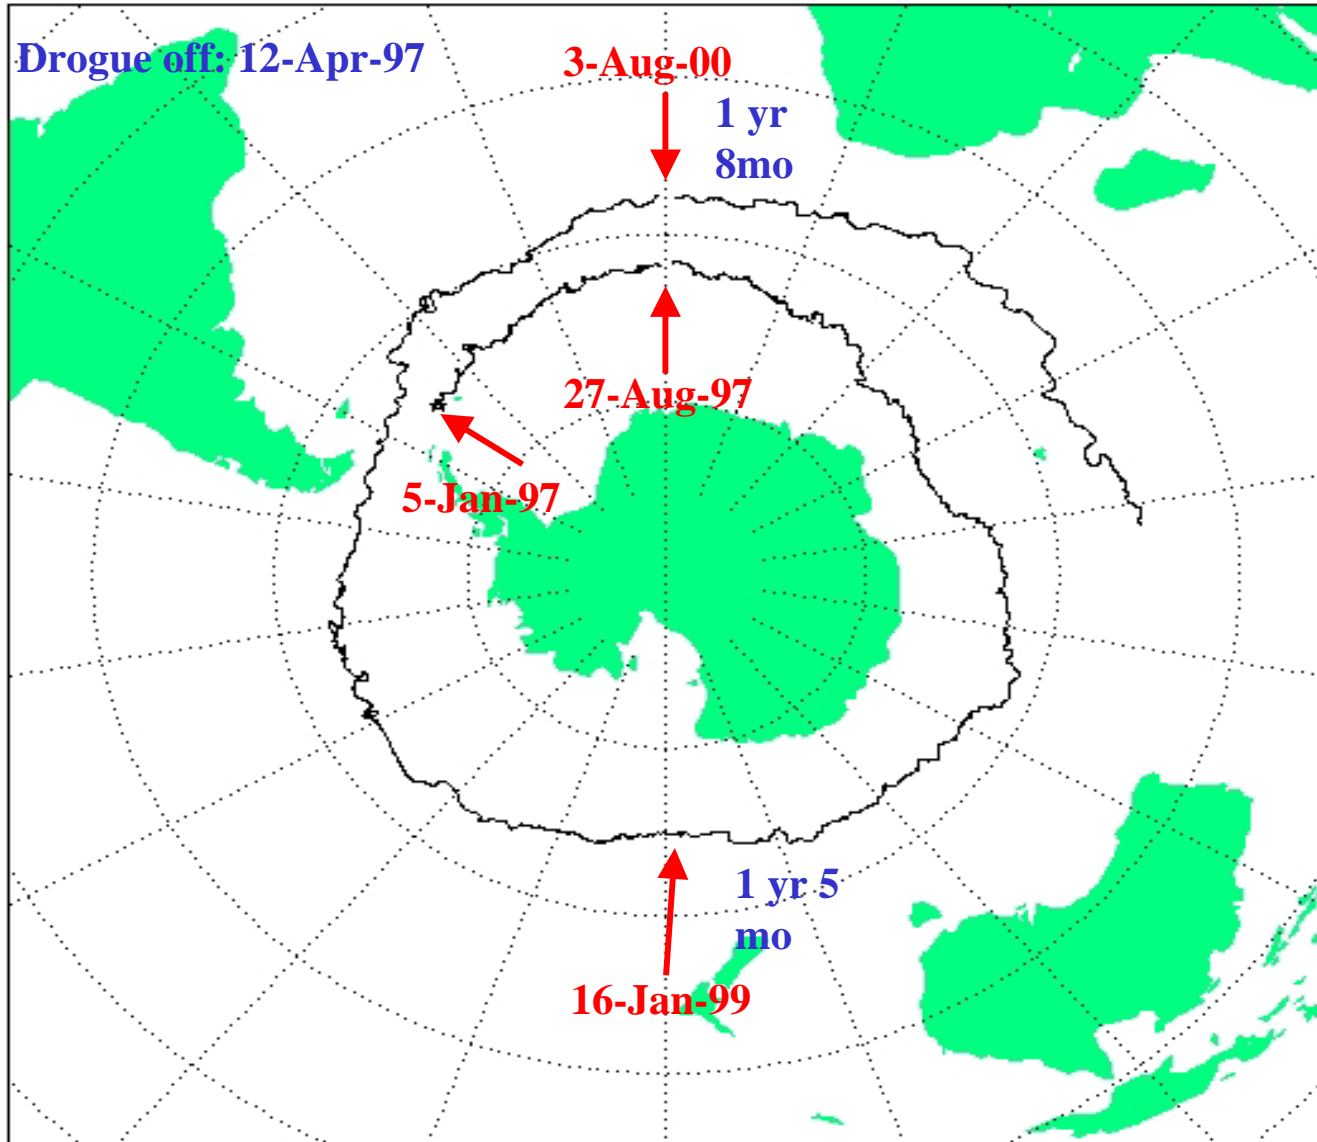 Drogue off: 12-Apr-97
3-Aug-00
1 yr
8mo
27-Aug-97
5-Jan-97
1 yr 5
mo
16-Jan-99